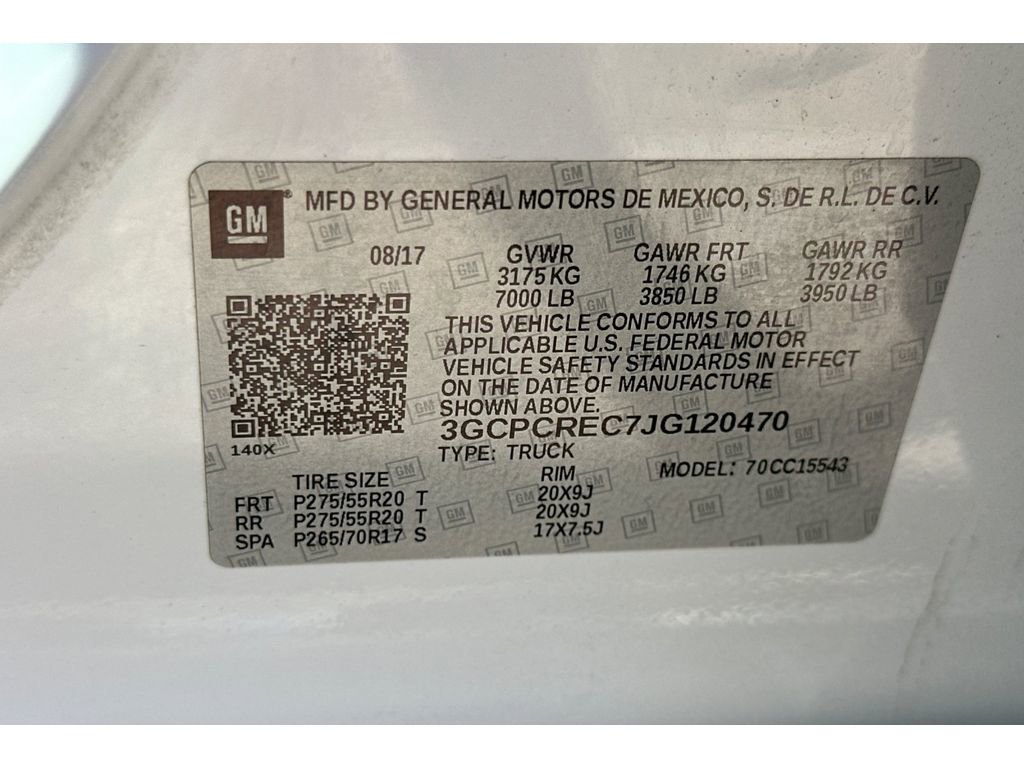 GM® MFD BY GENERAL MOTORS DE MEXICO, S. DE R.L. DE C.V.
08/17 GVWR GAWR FRT GAWR RR
3175 KG 1746 KG 1792 KG
7000 LB 3850 LB 3950 LB
THIS VEHICLE CONFORMS TO ALL
APPLICABLE U.S. FEDERAL MOTOR
VEHICLE SAFETY STANDARDS IN EFFECT
ON THE DATE OF MANUFACTURE
SHOWN ABOVE.
3GCPCREC7JG120470
140X TYPE: TRUCK MODEL: 70CC15543
TIRE SIZE RIM
FRT P275/55R20 T 20X9J
RR P275/55R20 T 20X9J
SPA P265/70R17 S 17X7.5J